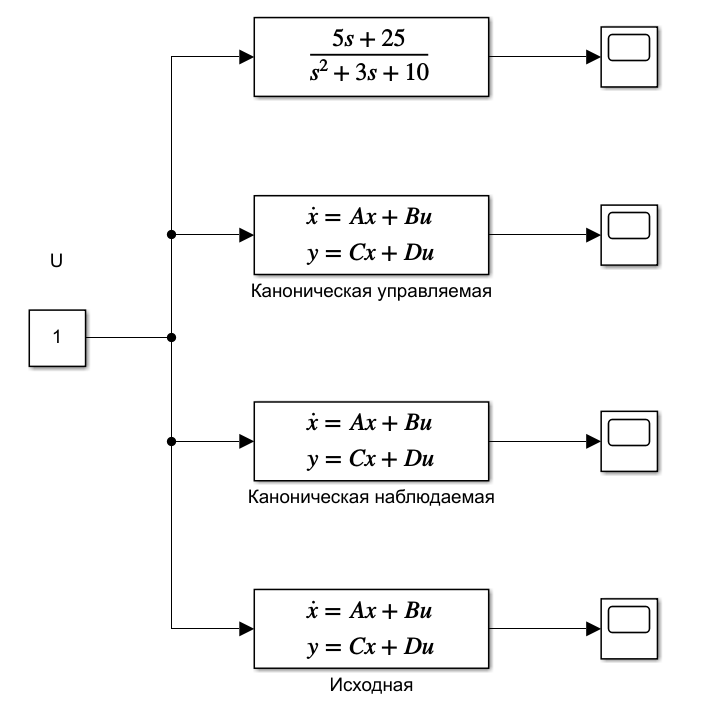 5s + 25
s² + 3s + 10
ẋ = Ax + Bu
y = Cx + Du
Каноническая управляемая
U
1
ẋ = Ax + Bu
y = Cx + Du
Каноническая наблюдаемая
ẋ = Ax + Bu
y = Cx + Du
Исходная